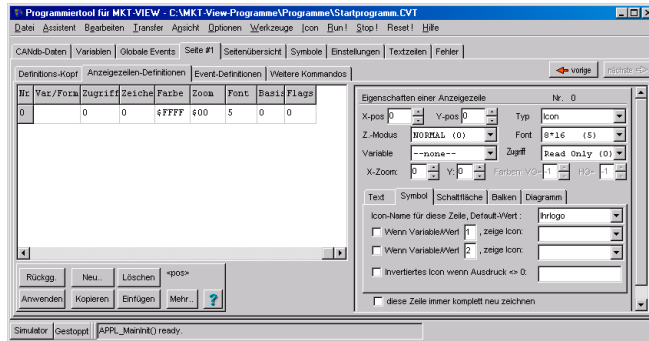 Programmiertool für MKT-VIEW - C:\MKT-View-Programme\Programme\Startprogramm.CVT
Datei Assistent Bearbeiten Transfer Ansicht Optionen Werkzeuge Icon Run! Stop! Reset! Hilfe
CANdb-Daten Variablen Globale Events Seite #1 Seitenübersicht Symbole Einstellungen Textzeilen Fehler
Definitions-Kopf Anzeigezeilen-Definitionen Event-Definitionen Weitere Kommandos
vorige nächste
Nr Var/Form Zugriff Zeiche Farbe Zoom Font Basis Flags
0 0 0 $FFFF $00 5 0 0
Eigenschaften einer Anzeigezeile Nr. 0
X-pos 0 Y-pos 0 Typ Icon
Z.-Modus NORMAL (0) Font 8*16 (5)
Variable --none-- Zugriff Read Only (0)
X-Zoom: 0 Y: 0 Farben: VG= -1 HG= -1
Text Symbol Schaltfläche Balken Diagramm
Icon-Name für diese Zeile, Default-Wert : Ihrlogo
Wenn Variable/Wert 1 , zeige Icon:
Wenn Variable/Wert 2 , zeige Icon:
Invertiertes Icon wenn Ausdruck <> 0:
diese Zeile immer komplett neu zeichnen
Rückgg. Neu.. Löschen <pos>
Anwenden Kopieren Einfügen Mehr.. ?
Simulator Gestoppt APPL_MainInit() ready.